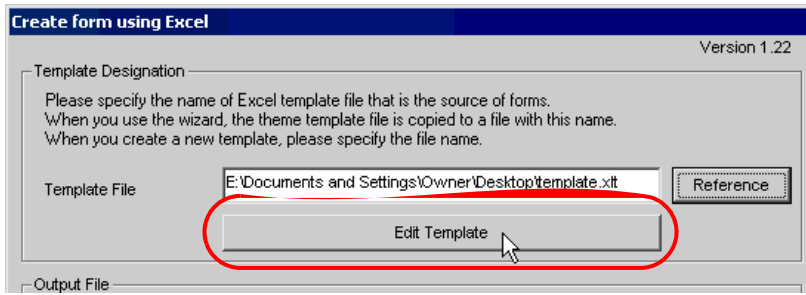 Create form using Excel
Version 1.22
Template Designation
Please specify the name of Excel template file that is the source of forms.
When you use the wizard, the theme template file is copied to a file with this name.
When you create a new template, please specify the file name.
Template File
E:\Documents and Settings\Owner\Desktop\template.xlt
Reference
Edit Template
Output File